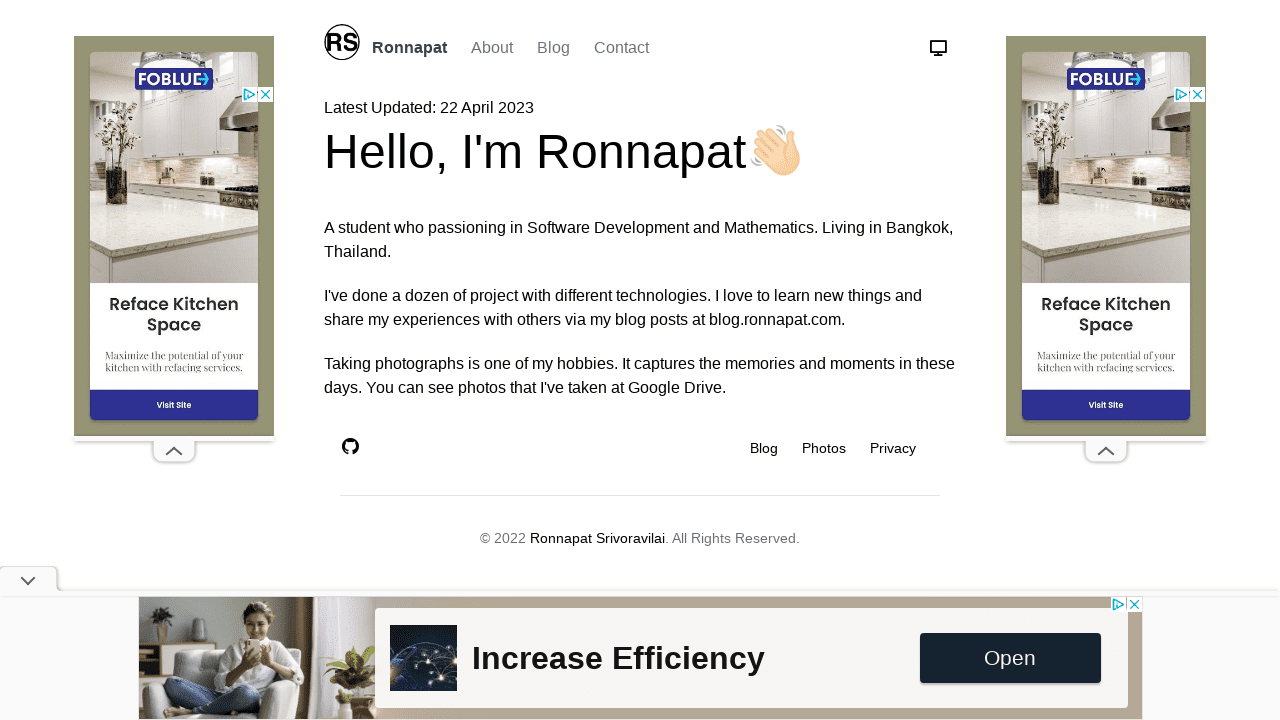 RS
Ronnapat
About
Blog
Contact
Latest Updated: 22 April 2023
Hello, I'm Ronnapat👋🏻
A student who passioning in Software Development and Mathematics. Living in Bangkok,
Thailand.
I've done a dozen of project with different technologies. I love to learn new things and
share my experiences with others via my blog posts at blog.ronnapat.com.
Taking photographs is one of my hobbies. It captures the memories and moments in these
days. You can see photos that I've taken at Google Drive.
Blog
Photos
Privacy
© 2022 Ronnapat Srivoravilai. All Rights Reserved.
FOBLUE
Reface Kitchen
Space
Maximize the potential of your
kitchen with refacing services.
Visit Site
FOBLUE
Reface Kitchen
Space
Maximize the potential of your
kitchen with refacing services.
Visit Site
Increase Efficiency
Open